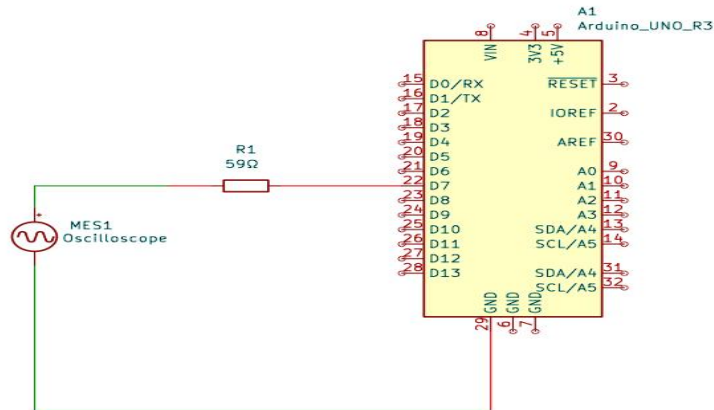 A1
Arduino_UNO_R3
8 4 5
VIN 3V3 +5V
15 D0/RX RESET 3
16 D1/TX
17 D2 IOREF 2
18 D3
19 D4 AREF 30
20 D5
21 D6 A0 9
22 D7 A1 10
23 D8 A2 11
24 D9 A3 12
25 D10 SDA/A4 13
26 D11 SCL/A5 14
27 D12
28 D13 SDA/A4 31
SCL/A5 32
GND GND GND
29 6 7
R1
59Ω
MES1
Oscilloscope